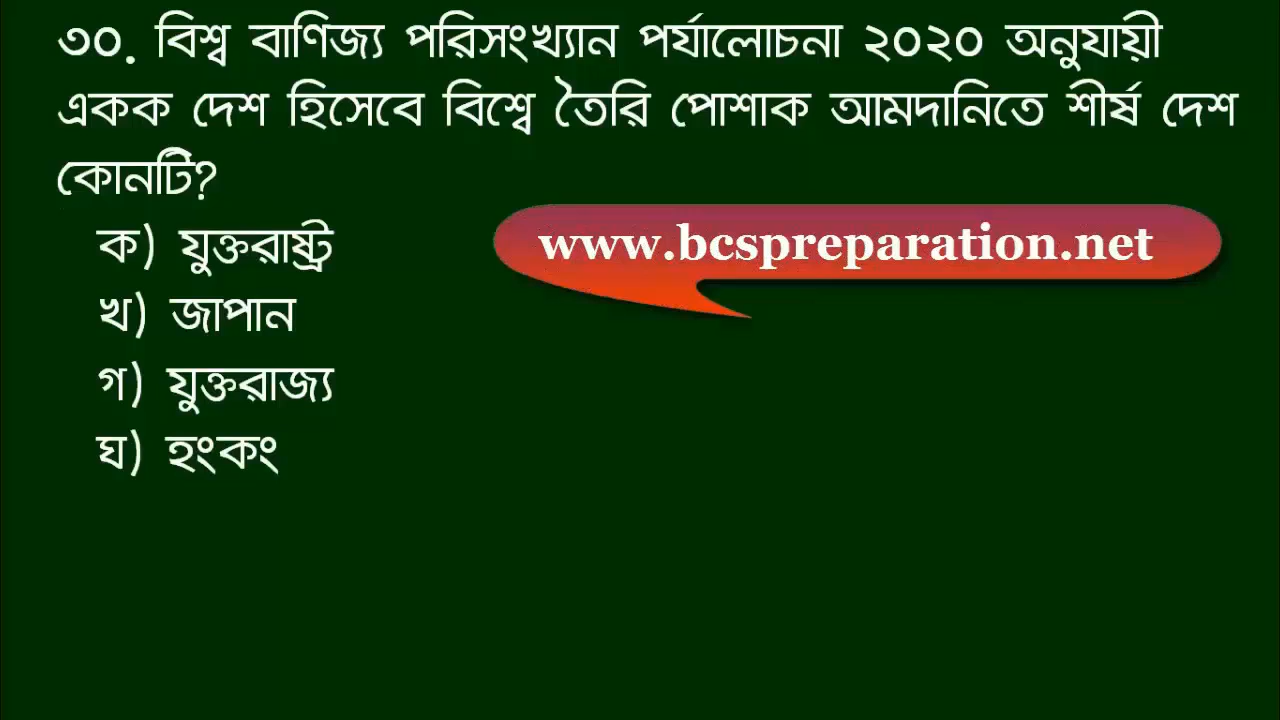 ৩০. বিশ্ব বাণিজ্য পরিসংখ্যান পর্যালোচনা ২০২০ অনুযায়ী
একক দেশ হিসেবে বিশ্বে তৈরি পোশাক আমদানিতে শীর্ষ দেশ
কোনটি?
ক) যুক্তরাষ্ট্র
www.bcspreparation.net
খ) জাপান
গ) যুক্তরাজ্য
ঘ) হংকং